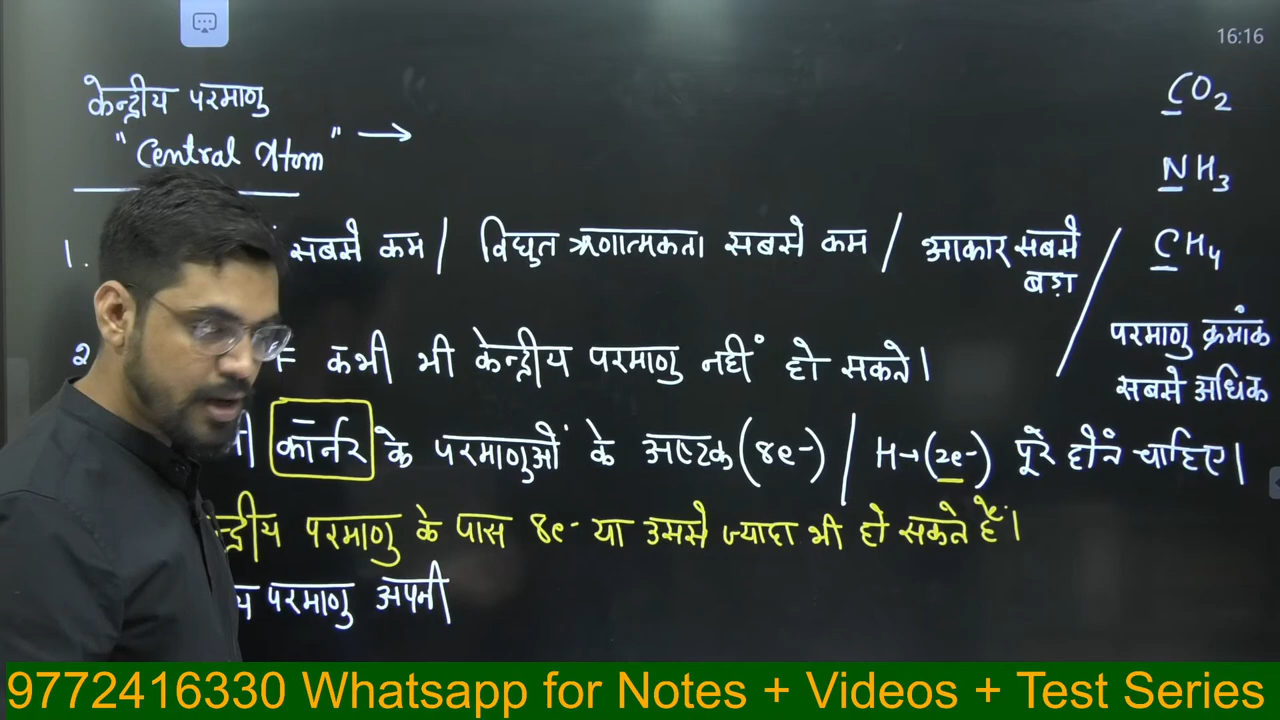 16:16
केन्द्रीय परमाणु
"Central Atom" →
CO2
NH3
CH4
1. सबसे कम / विद्युत ऋणात्मकता सबसे कम / आकार सबसे बड़ा /
परमाणु क्रमांक
सबसे अधिक
2 F कभी भी केन्द्रीय परमाणु नहीं हो सकते।
कॉर्नर के परमाणुओं के अष्टक (8e-) / H→(2e-) पूरे होने चाहिए।
न्द्रीय परमाणु के पास 8e- या उससे ज्यादा भी हो सकते है।
य परमाणु अपनी
9772416330 Whatsapp for Notes + Videos + Test Series